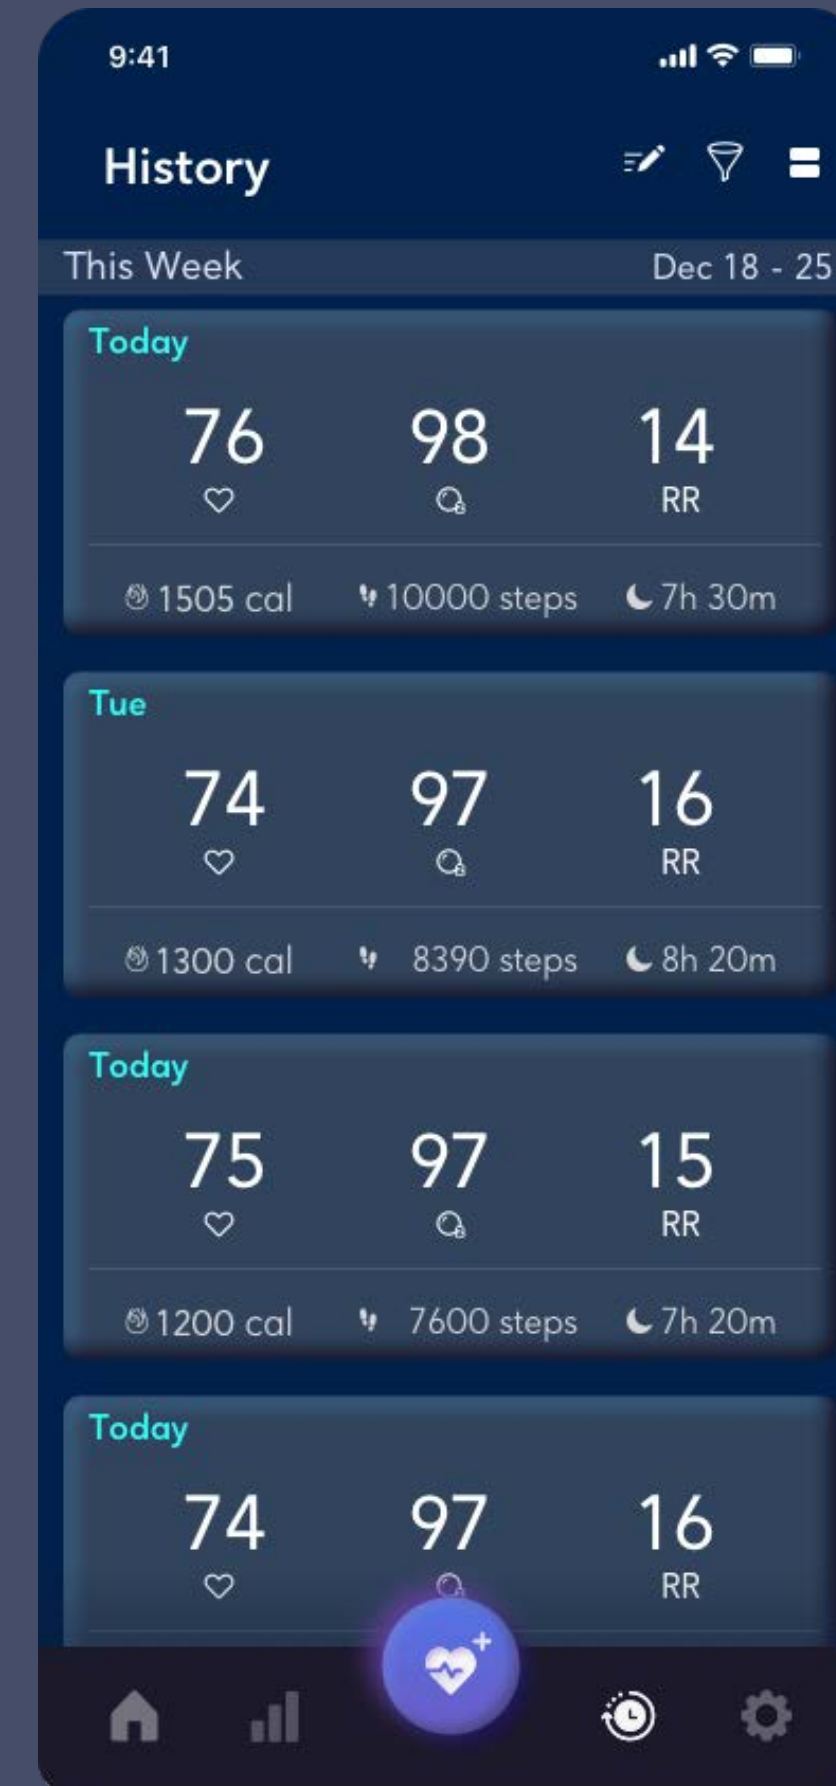 9:41
History
This Week Dec 18 - 25
Today
76 98 14
RR
1505 cal 10000 steps 7h 30m
Tue
74 97 16
RR
1300 cal 8390 steps 8h 20m
Today
75 97 15
RR
1200 cal 7600 steps 7h 20m
Today
74 97 16
RR